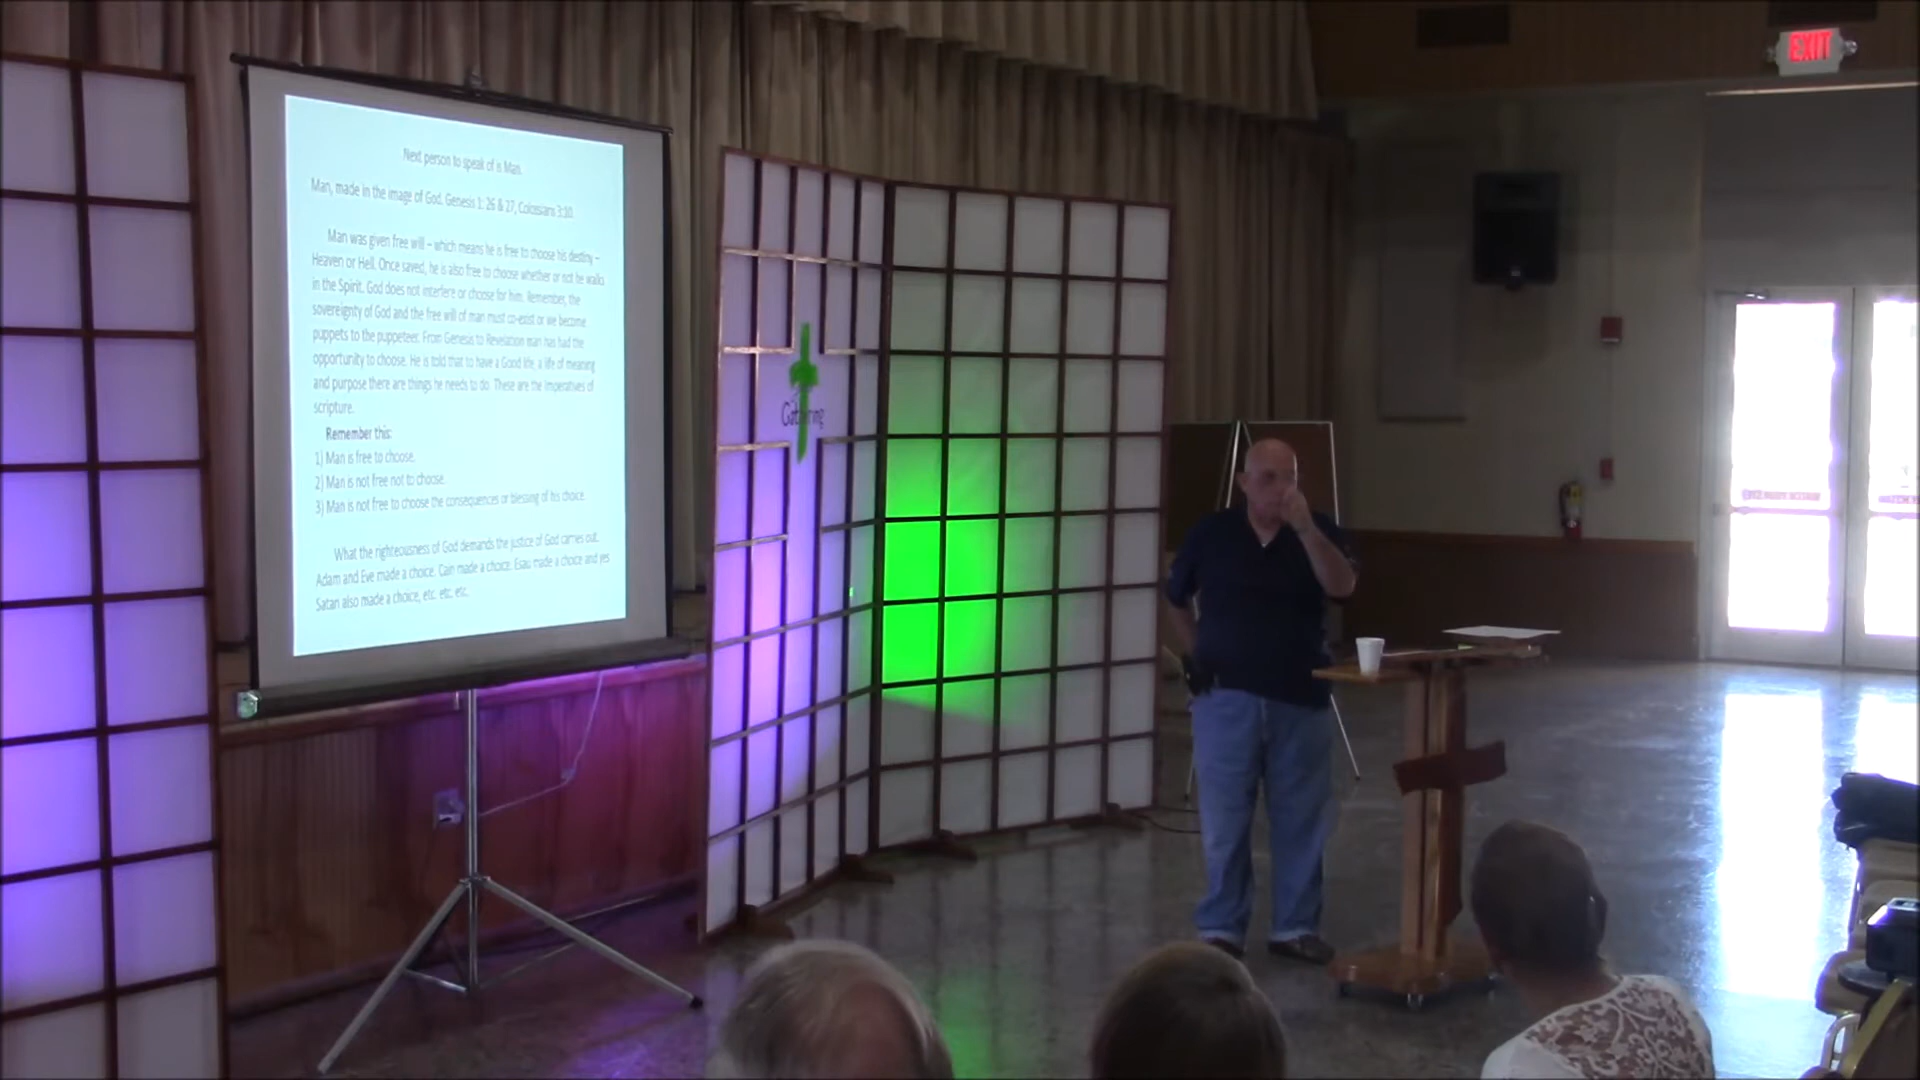 Next person to speak of is Man.
Man, made in the image of God. Genesis 1: 26 & 27, Colossians 3:10
Man was given free will – which means he is free to choose his destiny –
Heaven or Hell. Once saved, he is also free to choose whether or not he walks
in the Spirit. God does not interfere or choose for him. Remember, the
sovereignty of God and the free will of man must co-exist or we become
puppets to the puppeteer. From Genesis to Revelation man has had the
opportunity to choose. He is told that to have a Good life, a life of meaning
and purpose there are things he needs to do. These are the Imperatives of
scripture.
Remember this:
1) Man is free to choose.
2) Man is not free not to choose.
3) Man is not free to choose the consequences or blessing of his choice.
What the righteousness of God demands the justice of God carries out.
Adam and Eve made a choice. Cain made a choice. Esau made a choice and yes
Satan also made a choice, etc. etc. etc.
Gathering
EXIT